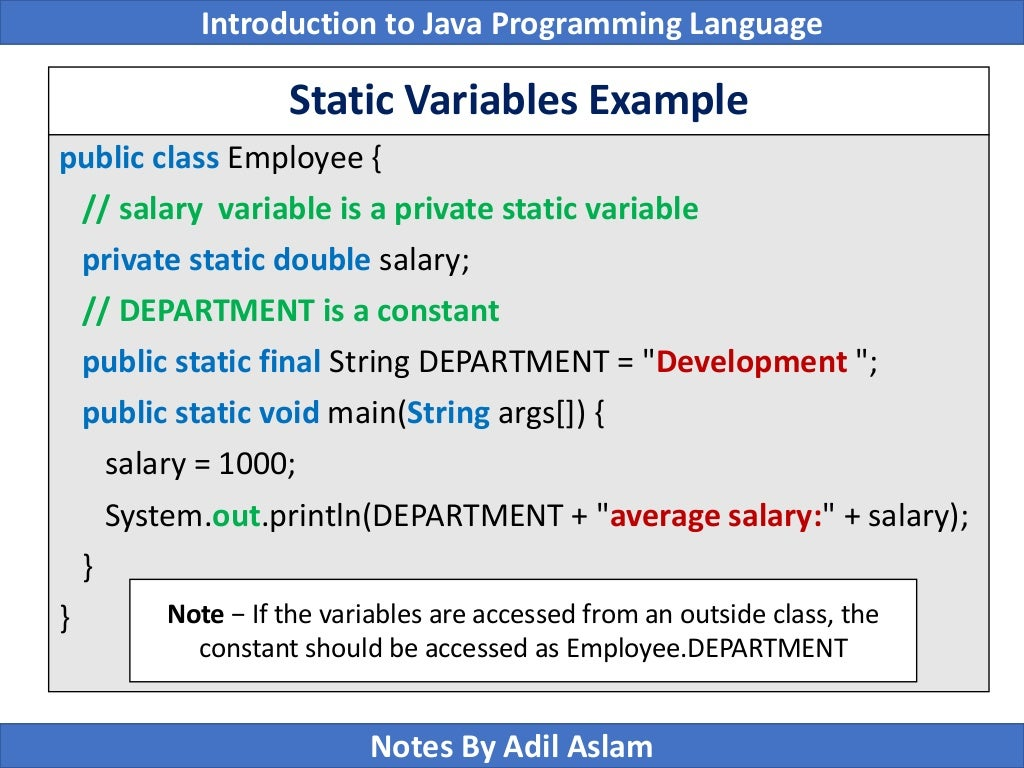 Introduction to Java Programming Language
Static Variables Example
public class Employee {
// salary  variable is a private static variable
private static double salary;
// DEPARTMENT is a constant
public static final String DEPARTMENT = "Development ";
public static void main(String args[]) {
salary = 1000;
System.out.println(DEPARTMENT + "average salary:" + salary);
}
}
Note – If the variables are accessed from an outside class, the
constant should be accessed as Employee.DEPARTMENT
Notes By Adil Aslam